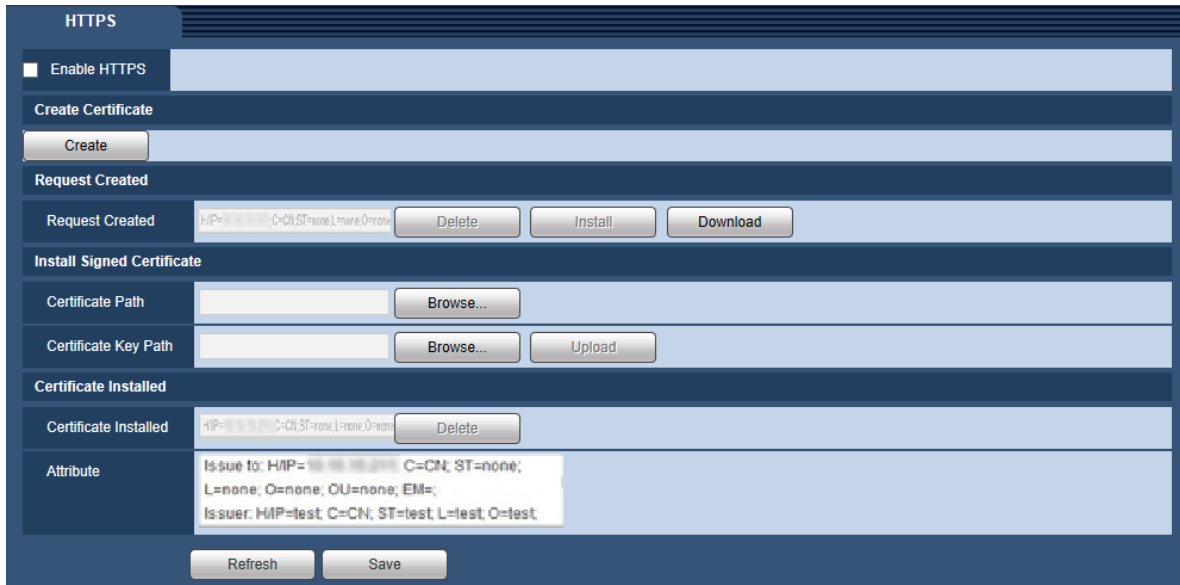 HTTPS
Enable HTTPS
Create Certificate
Create
Request Created
Request Created H/IP= ;C=CN;ST=none;L=none;O=none Delete Install Download
Install Signed Certificate
Certificate Path Browse...
Certificate Key Path Browse... Upload
Certificate Installed
Certificate Installed H/IP= C=CN;ST=none;L=none;O=none Delete
Attribute Issue to: H/IP= C=CN; ST=none;
L=none; O=none; OU=none; EM=;
Issuer: H/IP=test; C=CN; ST=test; L=test; O=test;
Refresh Save